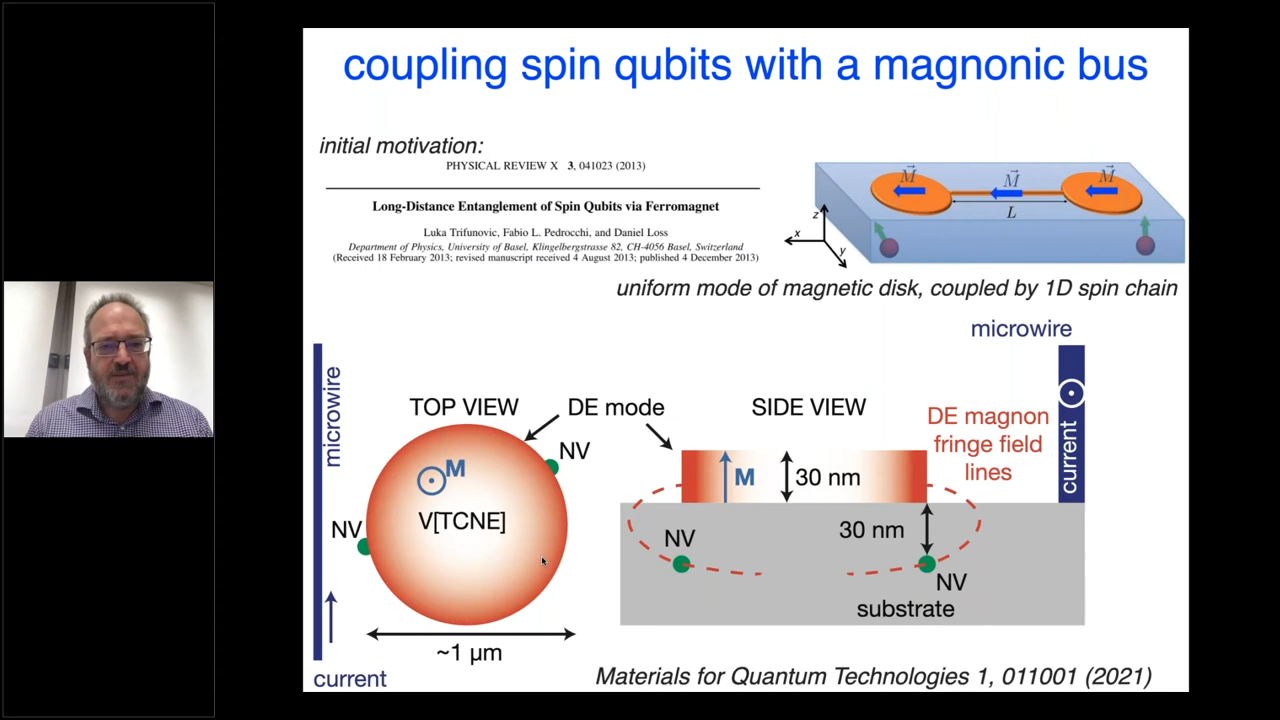 coupling spin qubits with a magnonic bus
initial motivation:
PHYSICAL REVIEW X 3, 041023 (2013)
Long-Distance Entanglement of Spin Qubits via Ferromagnet
Luka Trifunovic, Fabio L. Pedrocchi, and Daniel Loss
Department of Physics, University of Basel, Klingelbergstrasse 82, CH-4056 Basel, Switzerland
(Received 18 February 2013; revised manuscript received 4 August 2013; published 4 December 2013)
M
M
M
L
z
x
y
uniform mode of magnetic disk, coupled by 1D spin chain
microwire
TOP VIEW
DE mode
NV
M
V[TCNE]
NV
~1 μm
current
SIDE VIEW
microwire
DE magnon
fringe field
lines
current
M
30 nm
30 nm
NV
NV
substrate
Materials for Quantum Technologies 1, 011001 (2021)